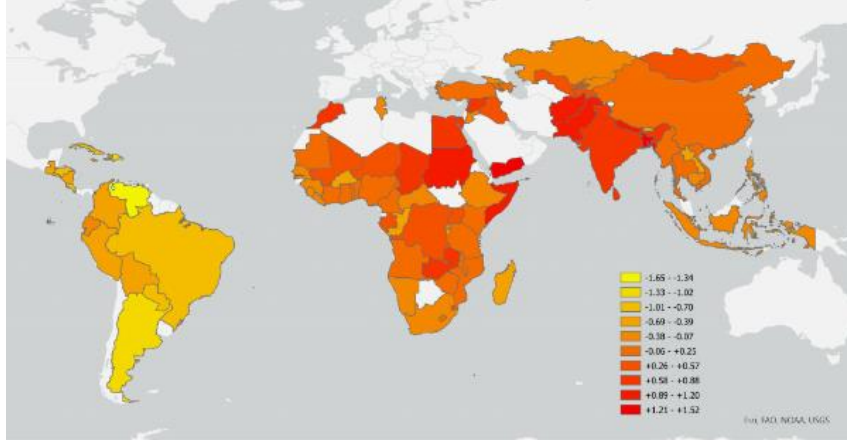 -1.65 - -1.34
-1.33 - -1.02
-1.01 - -0.70
-0.69 - -0.39
-0.38 - -0.07
-0.06 - +0.25
+0.26 - +0.57
+0.58 - +0.88
+0.89 - +1.20
+1.21 - +1.52
Esri, FAO, NOAA, USGS